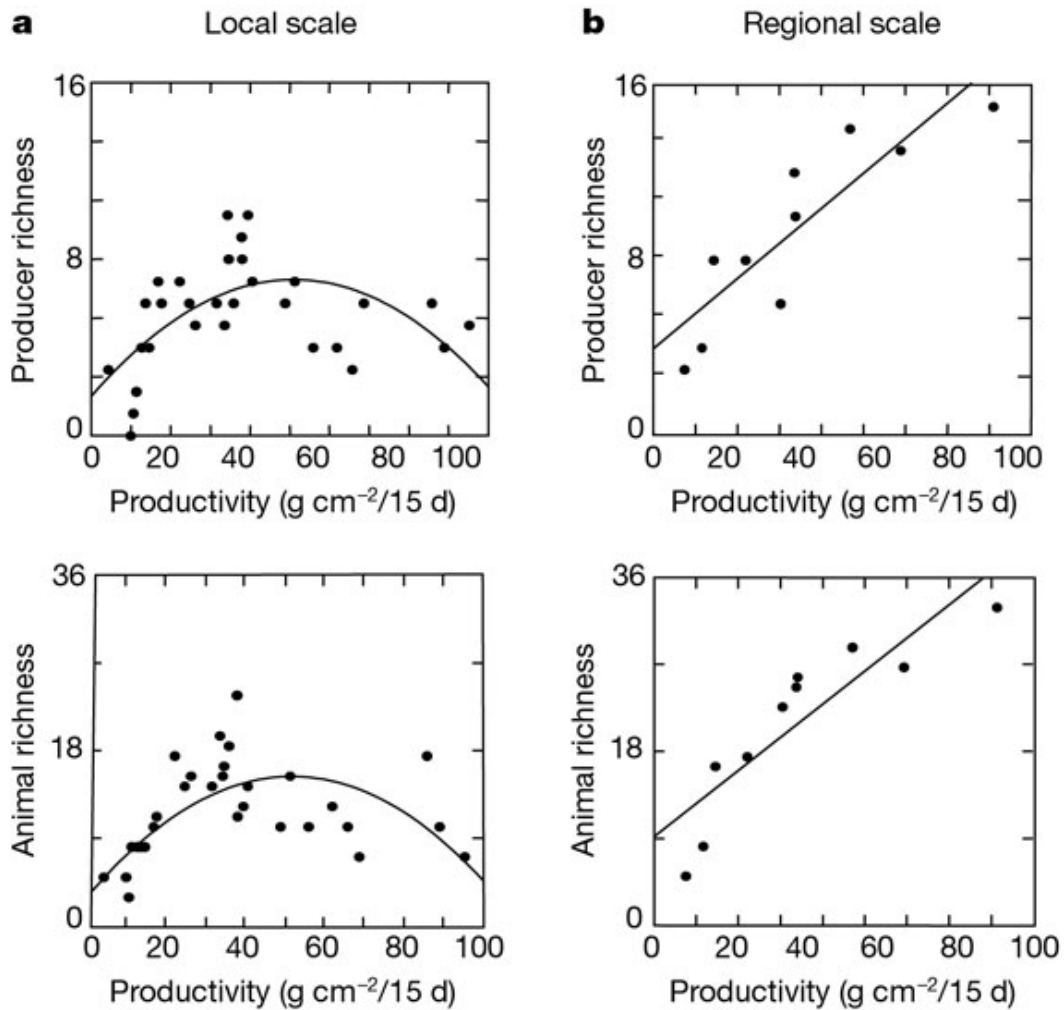 a Local scale
b Regional scale
16
8
0
Producer richness
0 20 40 60 80 100
Productivity (g cm⁻²/15 d)
16
8
0
Producer richness
0 20 40 60 80 100
Productivity (g cm⁻²/15 d)
36
18
0
Animal richness
0 20 40 60 80 100
Productivity (g cm⁻²/15 d)
36
18
0
Animal richness
0 20 40 60 80 100
Productivity (g cm⁻²/15 d)